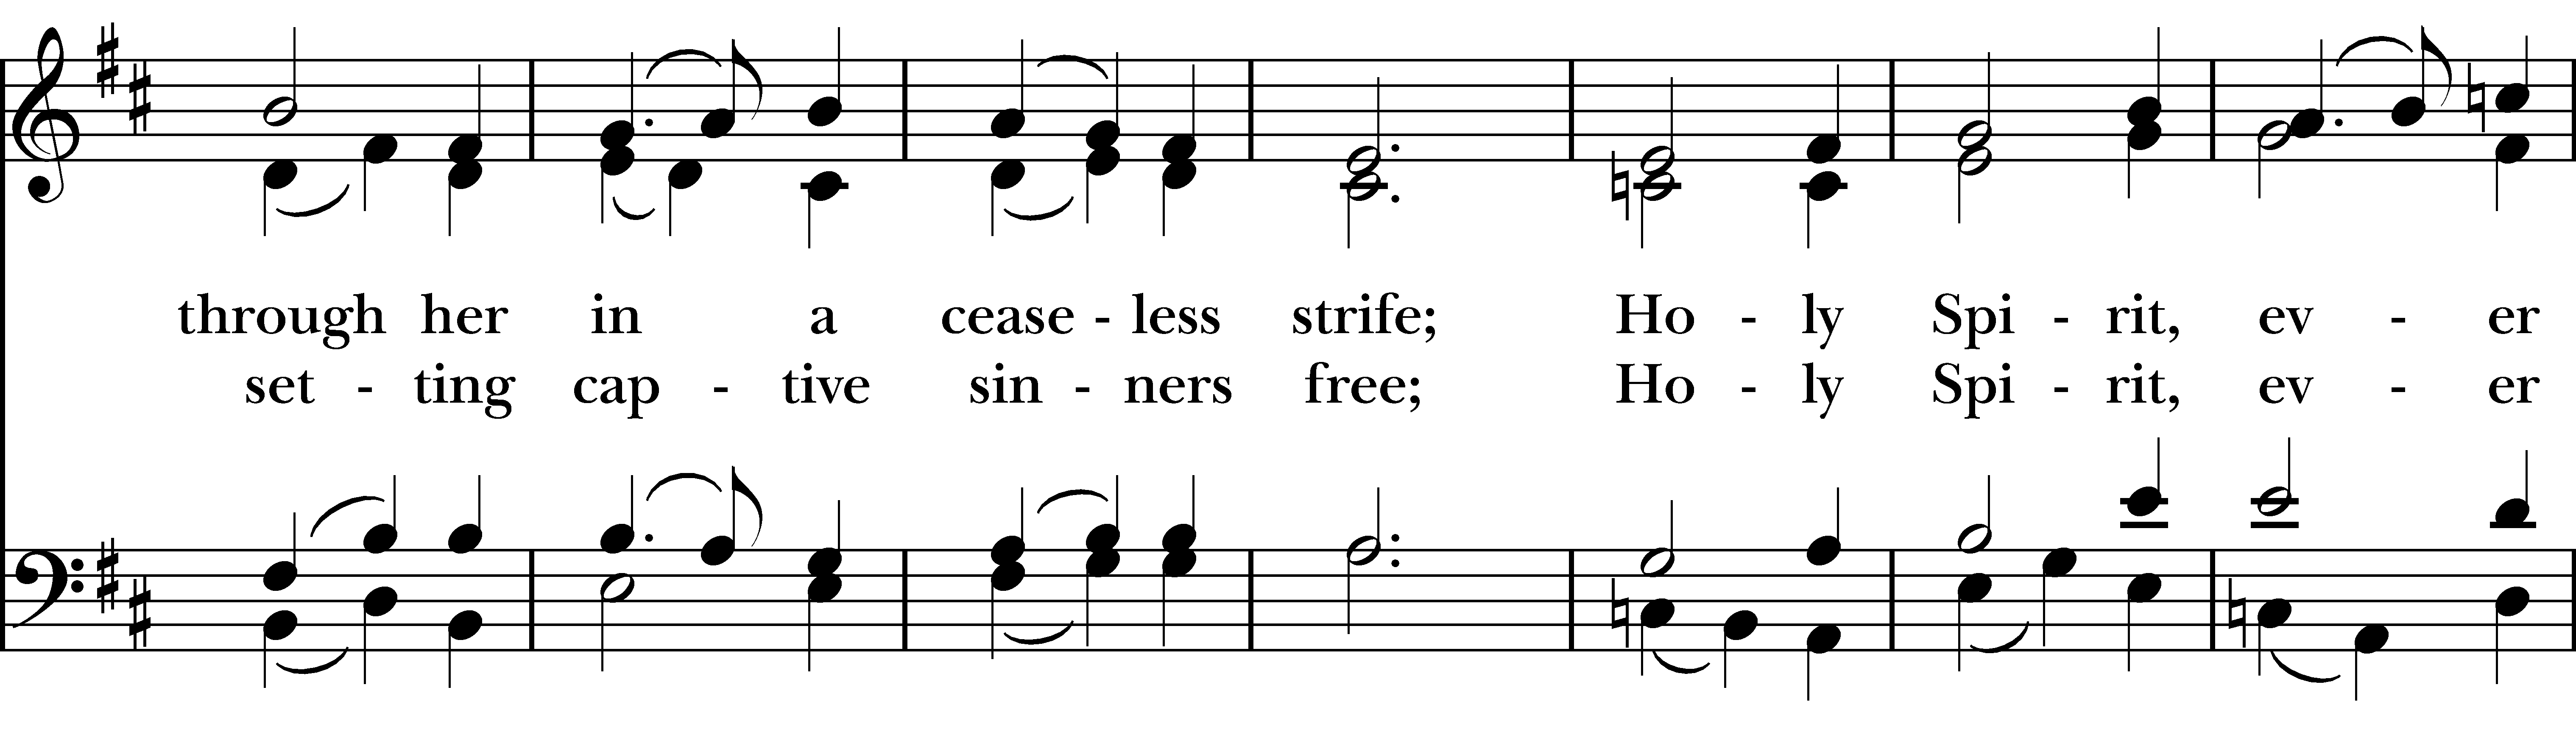 through her in a cease - less strife; Ho - ly Spi - rit, ev - er
set - ting cap - tive sin - ners free; Ho - ly Spi - rit, ev - er